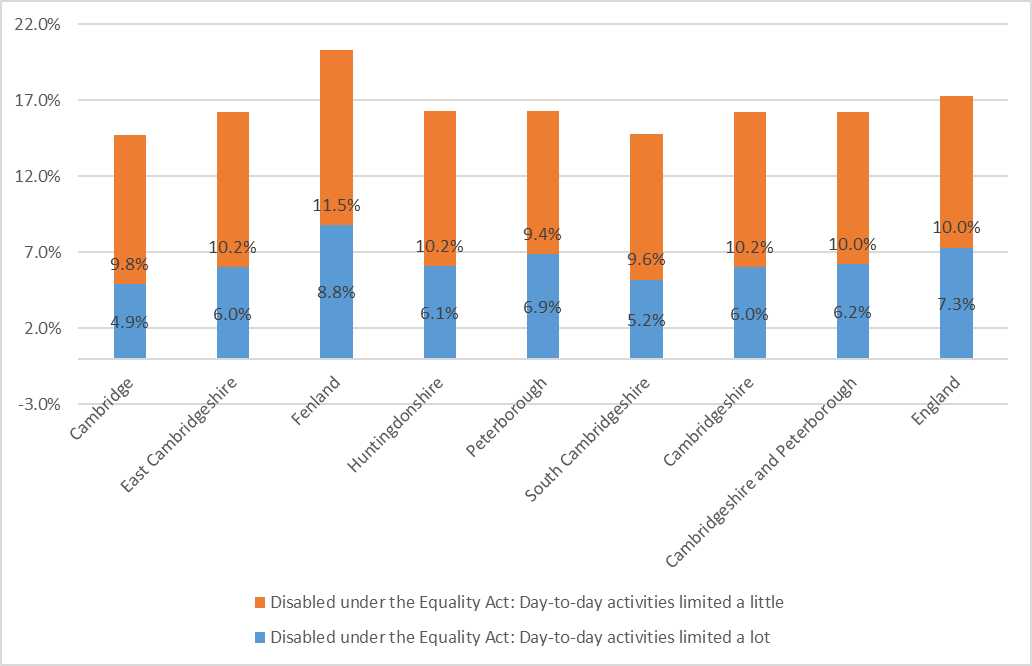 22.0%
17.0%
12.0%
7.0%
2.0%
-3.0%
11.5%
9.8%
10.2%
10.2%
9.4%
9.6%
10.2%
10.0%
10.0%
4.9%
6.0%
8.8%
6.1%
6.9%
5.2%
6.0%
6.2%
7.3%
Cambridge
East Cambridgeshire
Fenland
Huntingdonshire
Peterborough
South Cambridgeshire
Cambridgeshire
Cambridgeshire and Peterborough
England
Disabled under the Equality Act: Day-to-day activities limited a little
Disabled under the Equality Act: Day-to-day activities limited a lot